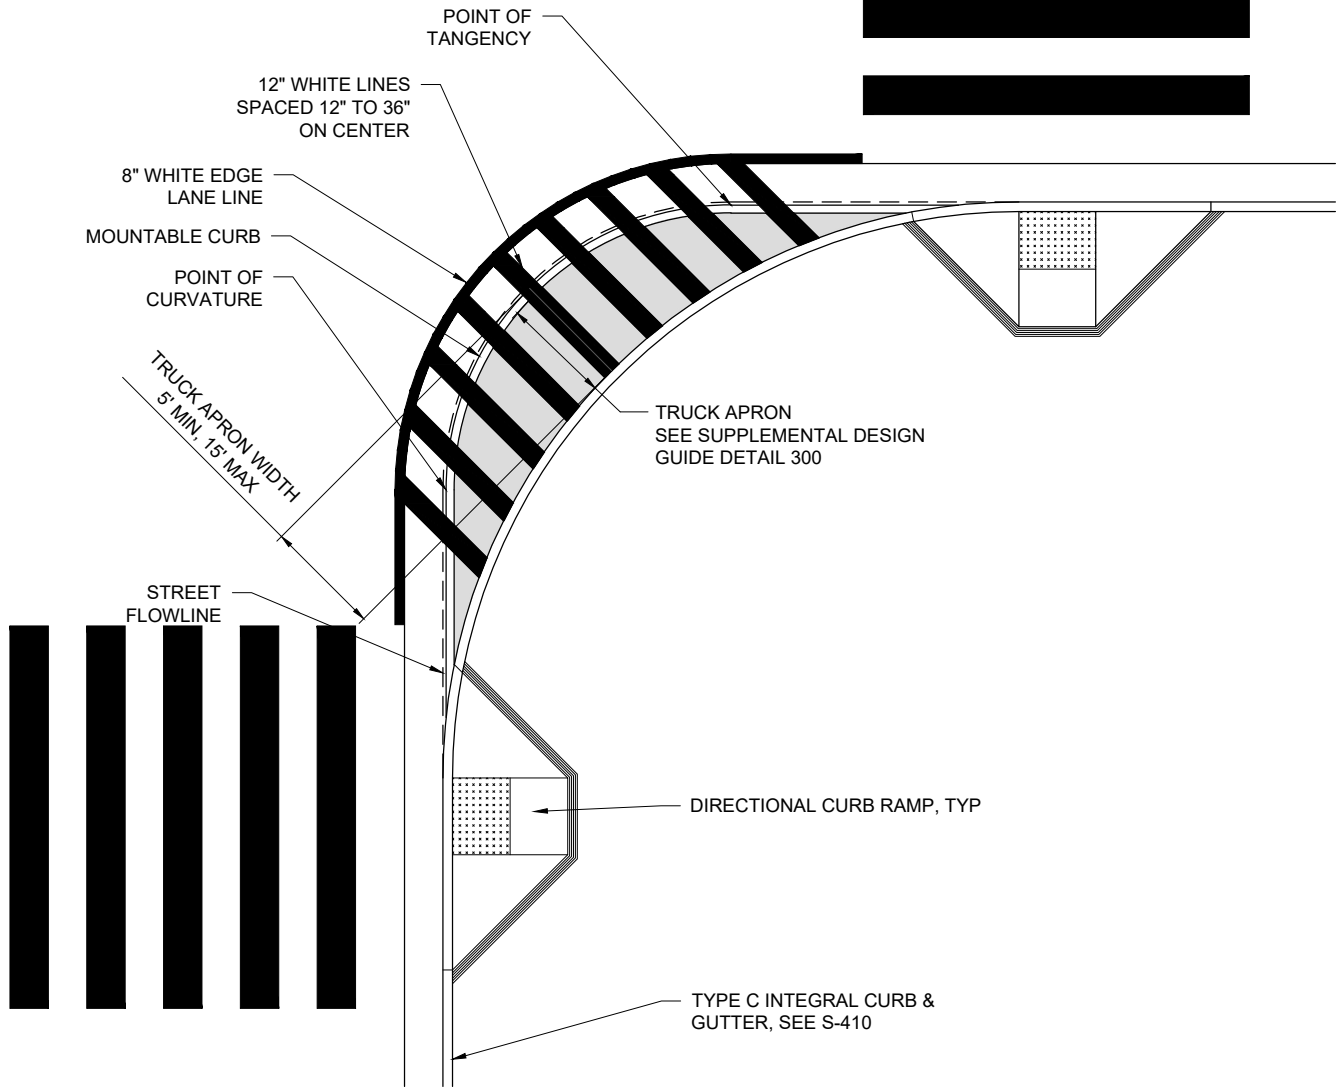 POINT OF
TANGENCY
12" WHITE LINES
SPACED 12" TO 36"
ON CENTER
8" WHITE EDGE
LANE LINE
MOUNTABLE CURB
POINT OF
CURVATURE
TRUCK APRON WIDTH
5' MIN, 15' MAX
TRUCK APRON
SEE SUPPLEMENTAL DESIGN
GUIDE DETAIL 300
STREET
FLOWLINE
DIRECTIONAL CURB RAMP, TYP
TYPE C INTEGRAL CURB &
GUTTER, SEE S-410